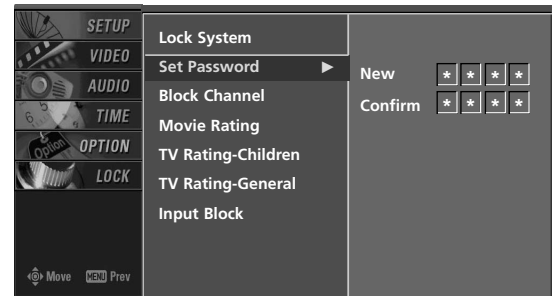 SETUP
VIDEO
AUDIO
TIME
OPTION
LOCK
Move MENU Prev
Lock System
Set Password ►
Block Channel
Movie Rating
TV Rating-Children
TV Rating-General
Input Block
New * * * *
Confirm * * * *